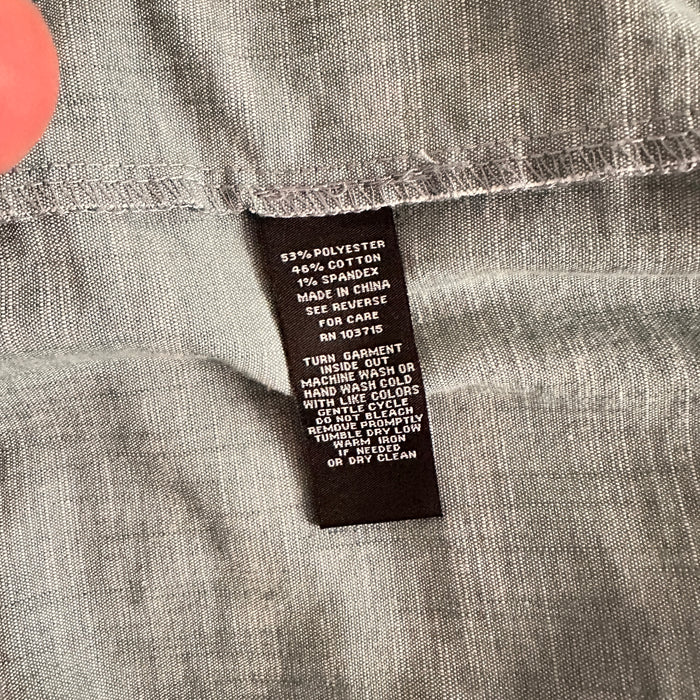 53% POLYESTER
46% COTTON
1% SPANDEX
MADE IN CHINA
SEE REVERSE
FOR CARE
RN 103715
TURN GARMENT
INSIDE OUT
MACHINE WASH OR
HAND WASH COLD
WITH LIKE COLORS
GENTLE CYCLE
DO NOT BLEACH
REMOVE PROMPTLY
TUMBLE DRY LOW
WARM IRON
IF NEEDED
OR DRY CLEAN